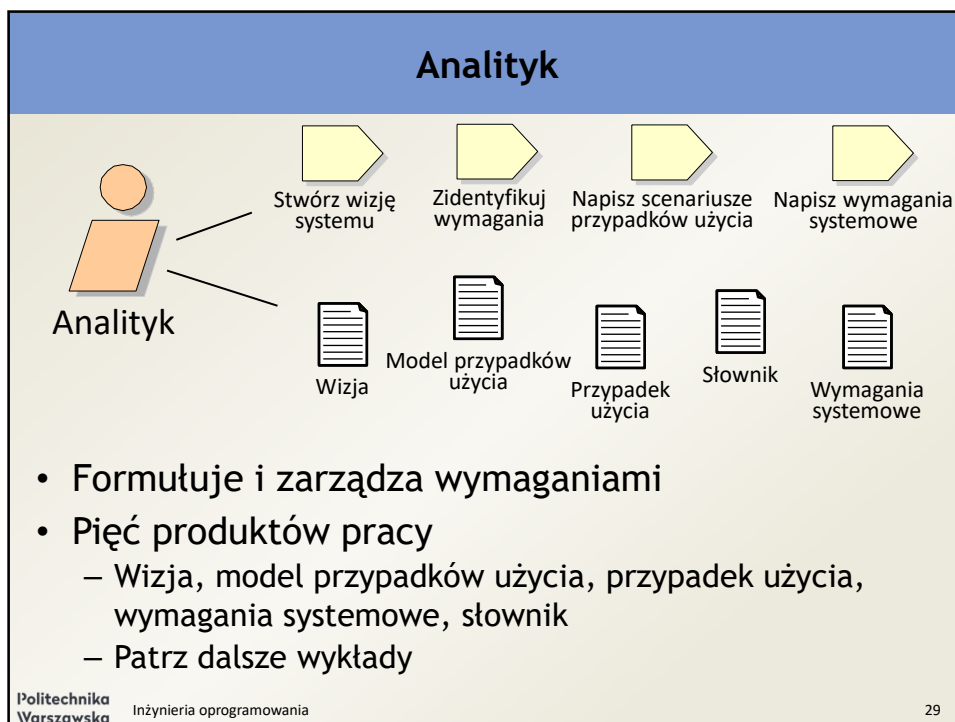 Analityk
Stwórz wizję
systemu
Zidentyfikuj
wymagania
Napisz scenariusze
przypadków użycia
Napisz wymagania
systemowe
Analityk
Wizja
Model przypadków
użycia
Przypadek
użycia
Słownik
Wymagania
systemowe
• Formułuje i zarządza wymaganiami
• Pięć produktów pracy
– Wizja, model przypadków użycia, przypadek użycia,
wymagania systemowe, słownik
– Patrz dalsze wykłady
Politechnika
Warszawska
Inżynieria oprogramowania
29